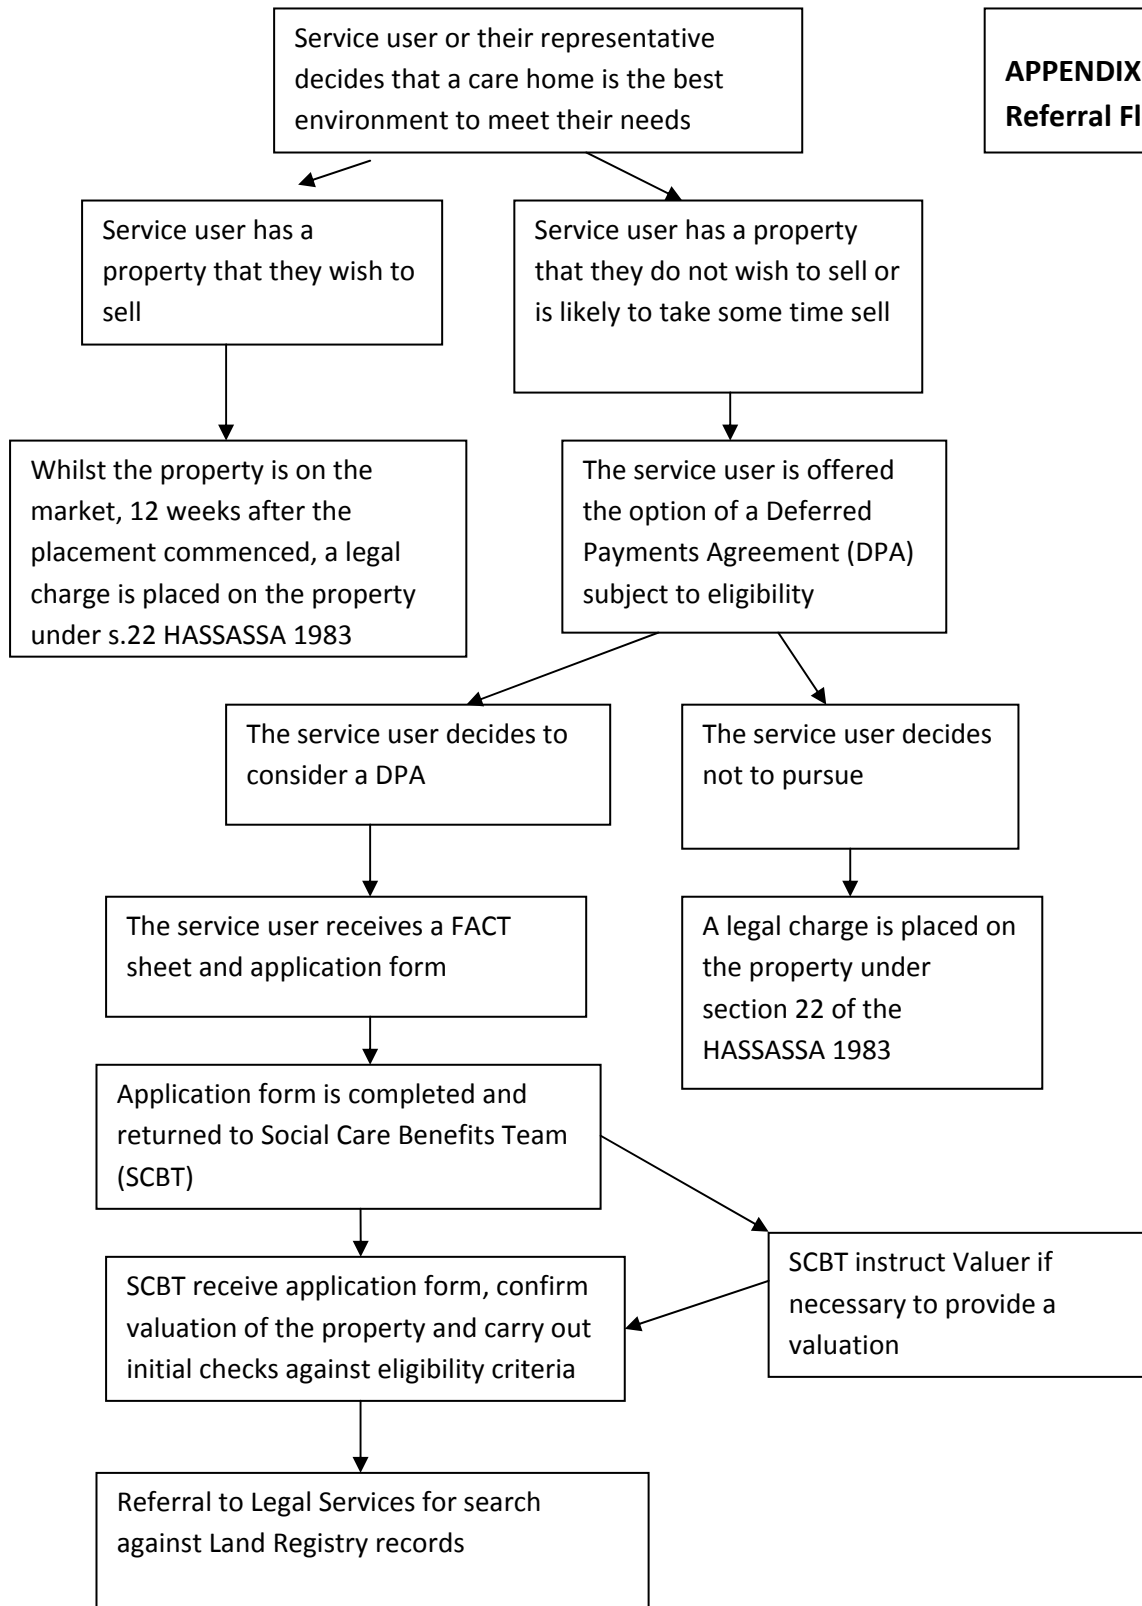 Service user or their representative
decides that a care home is the best
environment to meet their needs
APPENDIX
Referral Fl
Service user has a
property that they wish to
sell
Service user has a property
that they do not wish to sell or
is likely to take some time sell
Whilst the property is on the
market, 12 weeks after the
placement commenced, a legal
charge is placed on the property
under s.22 HASSASSA 1983
The service user is offered
the option of a Deferred
Payments Agreement (DPA)
subject to eligibility
The service user decides to
consider a DPA
The service user decides
not to pursue
The service user receives a FACT
sheet and application form
A legal charge is placed on
the property under
section 22 of the
HASSASSA 1983
Application form is completed and
returned to Social Care Benefits Team
(SCBT)
SCBT receive application form, confirm
valuation of the property and carry out
initial checks against eligibility criteria
SCBT instruct Valuer if
necessary to provide a
valuation
Referral to Legal Services for search
against Land Registry records